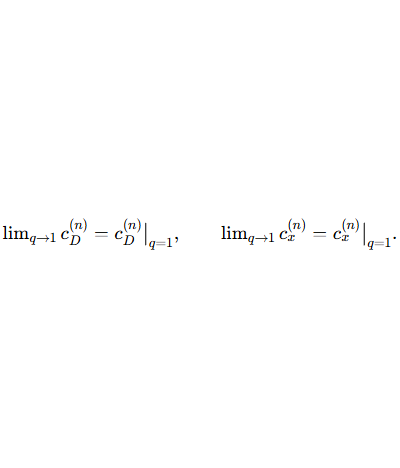 lim_{q→1} c_D^{(n)} = c_D^{(n)}|_{q=1},    lim_{q→1} c_x^{(n)} = c_x^{(n)}|_{q=1}.